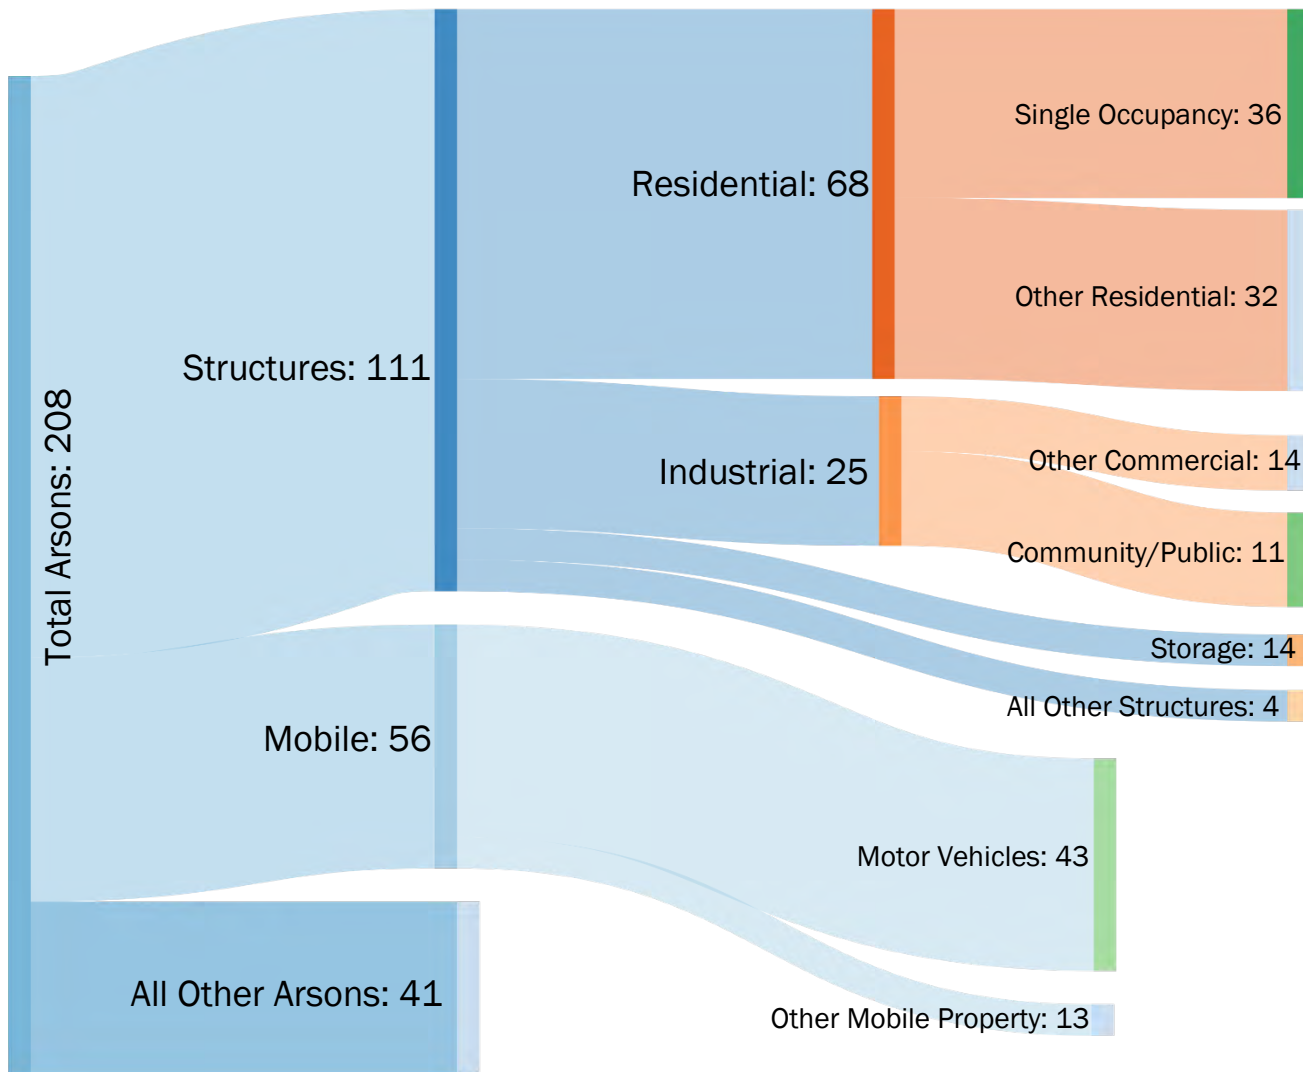 Total Arsons: 208
Structures: 111
Mobile: 56
All Other Arsons: 41
Residential: 68
Industrial: 25
Single Occupancy: 36
Other Residential: 32
Other Commercial: 14
Community/Public: 11
Storage: 14
All Other Structures: 4
Motor Vehicles: 43
Other Mobile Property: 13